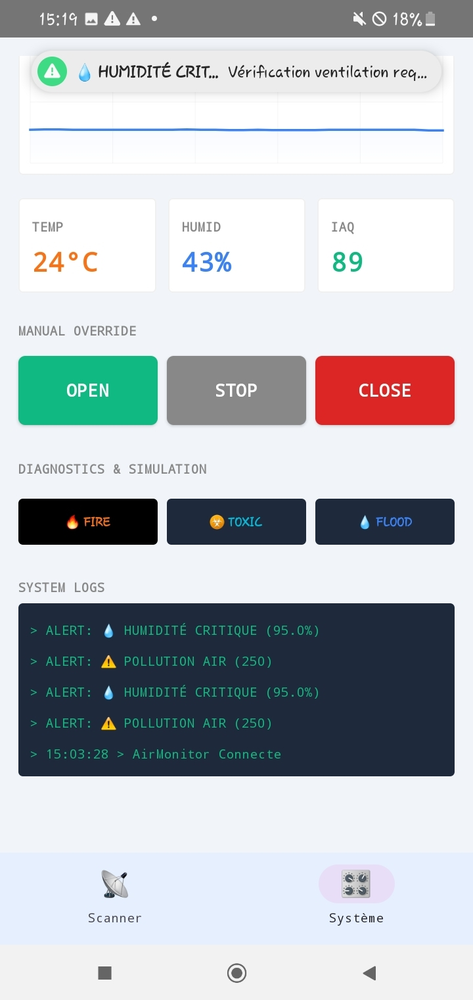 15:19 18%
💧 HUMIDITÉ CRIT... Vérification ventilation req...
TEMP HUMID IAQ
24°C 43% 89
MANUAL OVERRIDE
OPEN STOP CLOSE
DIAGNOSTICS & SIMULATION
🔥 FIRE ☣ TOXIC 💧 FLOOD
SYSTEM LOGS
> ALERT: 💧 HUMIDITÉ CRITIQUE (95.0%)
> ALERT: ⚠️ POLLUTION AIR (250)
> ALERT: 💧 HUMIDITÉ CRITIQUE (95.0%)
> ALERT: ⚠️ POLLUTION AIR (250)
> 15:03:28 > AirMonitor Connecte
Scanner Système